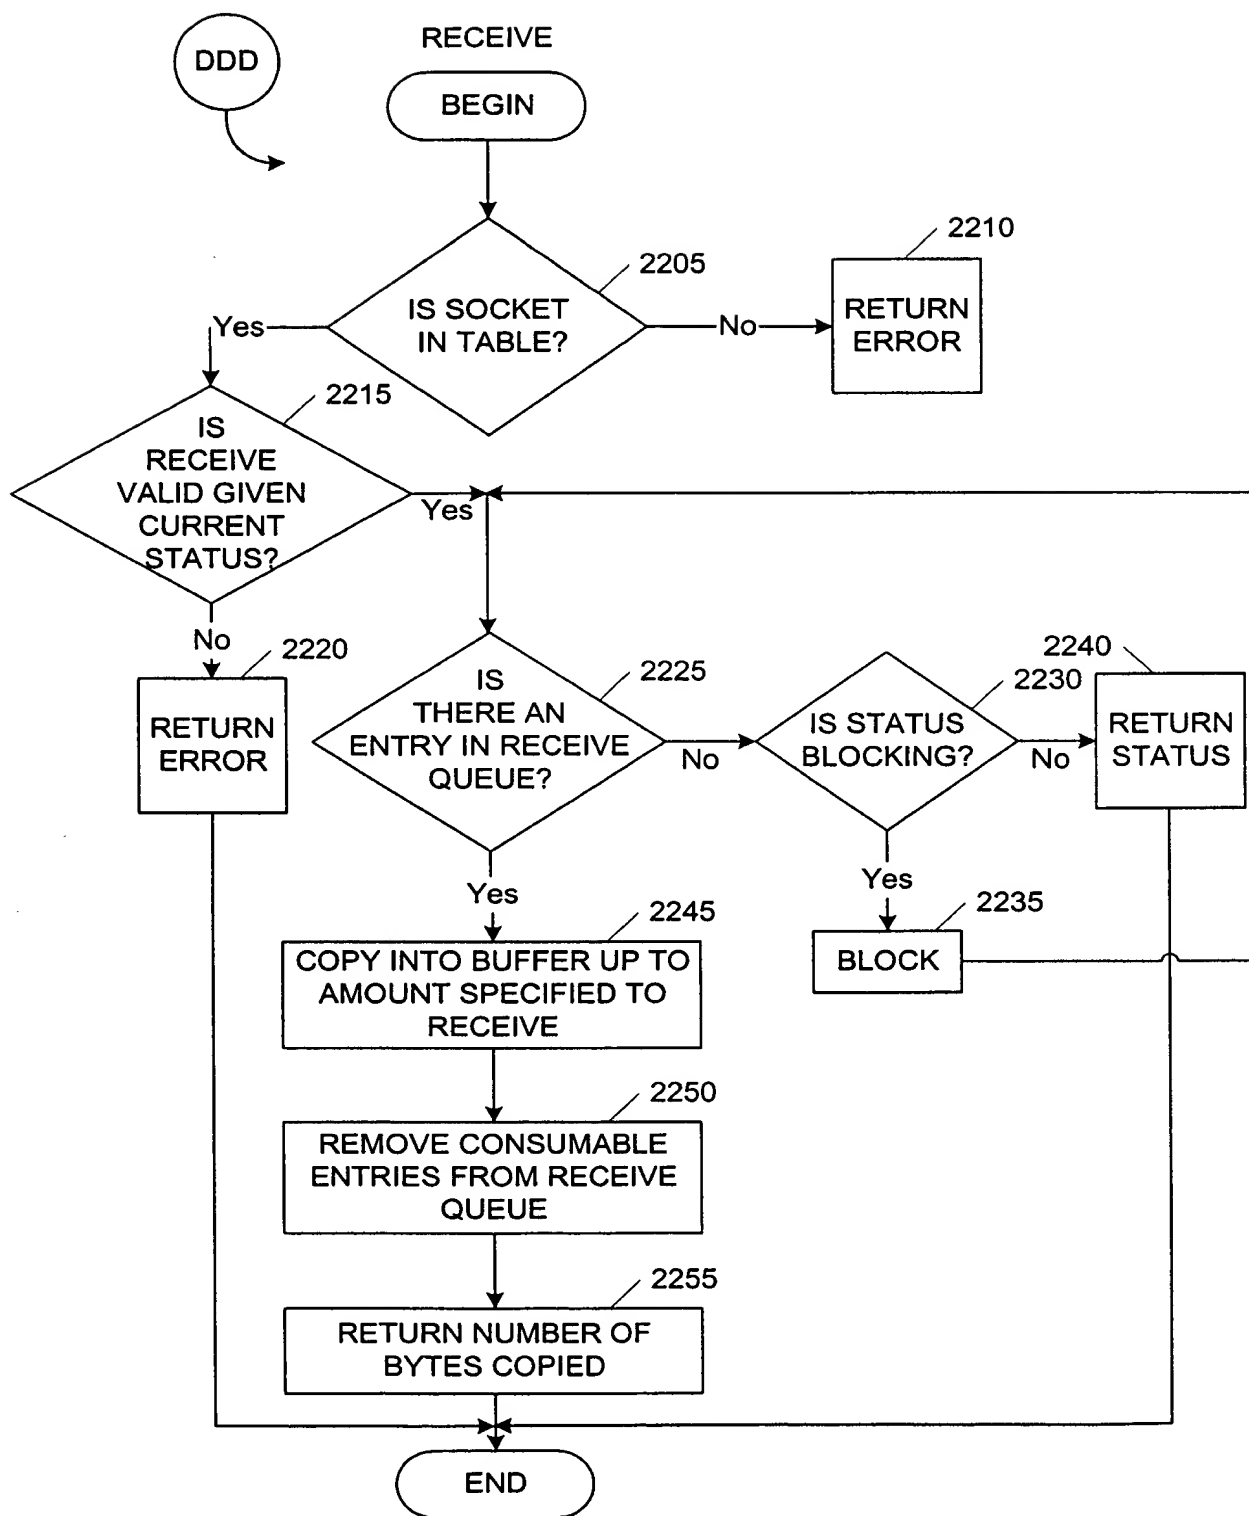 DDD
RECEIVE
BEGIN
2205
IS SOCKET
IN TABLE?
Yes
No
2210
RETURN
ERROR
2215
IS
RECEIVE
VALID GIVEN
CURRENT
STATUS?
Yes
No
2220
RETURN
ERROR
2225
IS
THERE AN
ENTRY IN RECEIVE
QUEUE?
No
2230
IS STATUS
BLOCKING?
No
2240
RETURN
STATUS
Yes
Yes
2235
BLOCK
2245
COPY INTO BUFFER UP TO
AMOUNT SPECIFIED TO
RECEIVE
2250
REMOVE CONSUMABLE
ENTRIES FROM RECEIVE
QUEUE
2255
RETURN NUMBER OF
BYTES COPIED
END